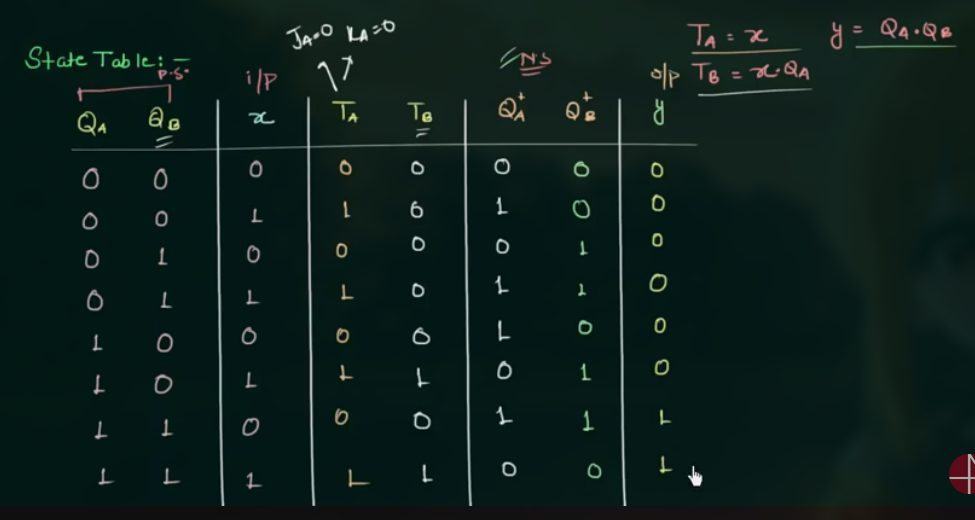 J_A=0 K_A=0
T_A = x
y = Q_A.Q_B
State Table: -
P.S.
i/p
N.S
o/p
T_B = x.Q_A
Q_A Q_B x T_A T_B Q_A^+ Q_B^+ y
0 0 0 0 0 0 0 0
0 0 1 1 0 1 0 0
0 1 0 0 0 0 1 0
0 1 1 1 0 1 1 0
1 0 0 0 0 1 0 0
1 0 1 1 1 0 1 0
1 1 0 0 0 1 1 1
1 1 1 1 1 0 0 1